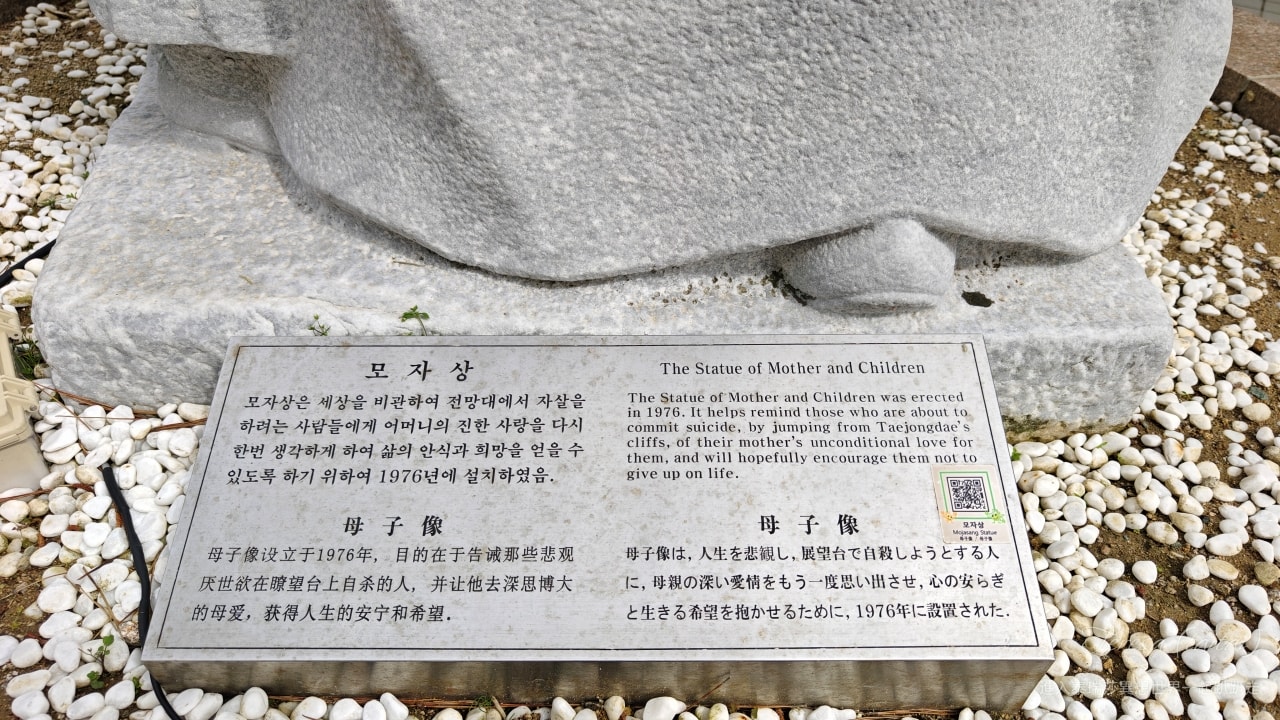 모 자 상
모자상은 세상을 비관하여 전망대에서 자살을
하려는 사람들에게 어머니의 진한 사랑을 다시
한번 생각하게 하여 삶의 안식과 희망을 얻을 수
있도록 하기 위하여 1976년에 설치하였음.
The Statue of Mother and Children
The Statue of Mother and Children was erected
in 1976. It helps remind those who are about to
commit suicide, by jumping from Taejongdae's
cliffs, of their mother's unconditional love for
them, and will hopefully encourage them not to
give up on life.
母 子 像
母子像设立于1976年，目的在于告诫那些悲观
厌世欲在瞭望台上自杀的人，并让他去深思博大
的母爱，获得人生的安宁和希望．
母 子 像
母子像は，人生を悲観し，展望台で自殺しようとする人
に，母親の深い愛情をもう一度思い出させ，心の安らぎ
と生きる希望を抱かせるために，1976年に設置された．
모자상
Mojasang Statue
母子像 / 母子像